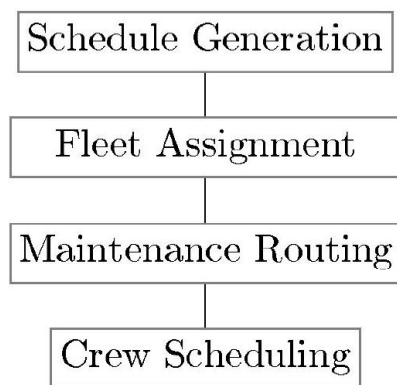 Schedule Generation
Fleet Assignment
Maintenance Routing
Crew Scheduling